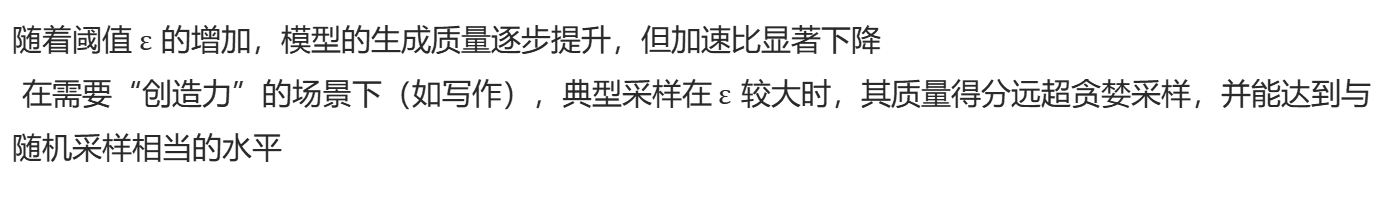 随着阈值 ε 的增加，模型的生成质量逐步提升，但加速比显著下降
在需要“创造力”的场景下（如写作），典型采样在 ε 较大时，其质量得分远超贪婪采样，并能达到与
随机采样相当的水平